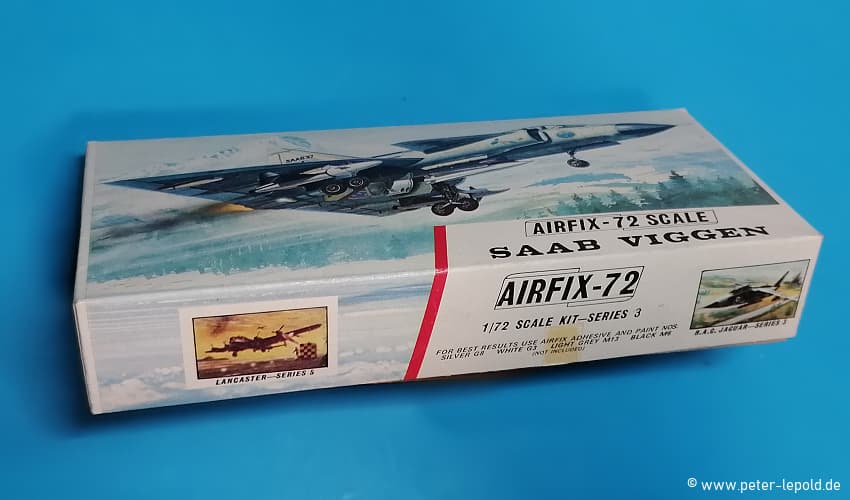 SAAB 37
AIRFIX-72 SCALE
SAAB VIGGEN
AIRFIX-72
1/72 SCALE KIT—SERIES 3
FOR BEST RESULTS USE AIRFIX ADHESIVE AND PAINT NOS.
SILVER G8 WHITE G3 LIGHT GREY M13 BLACK M6
(NOT INCLUDED)
LANCASTER—SERIES 5
B.A.C. JAGUAR—SERIES 3
© www.peter-lepold.de